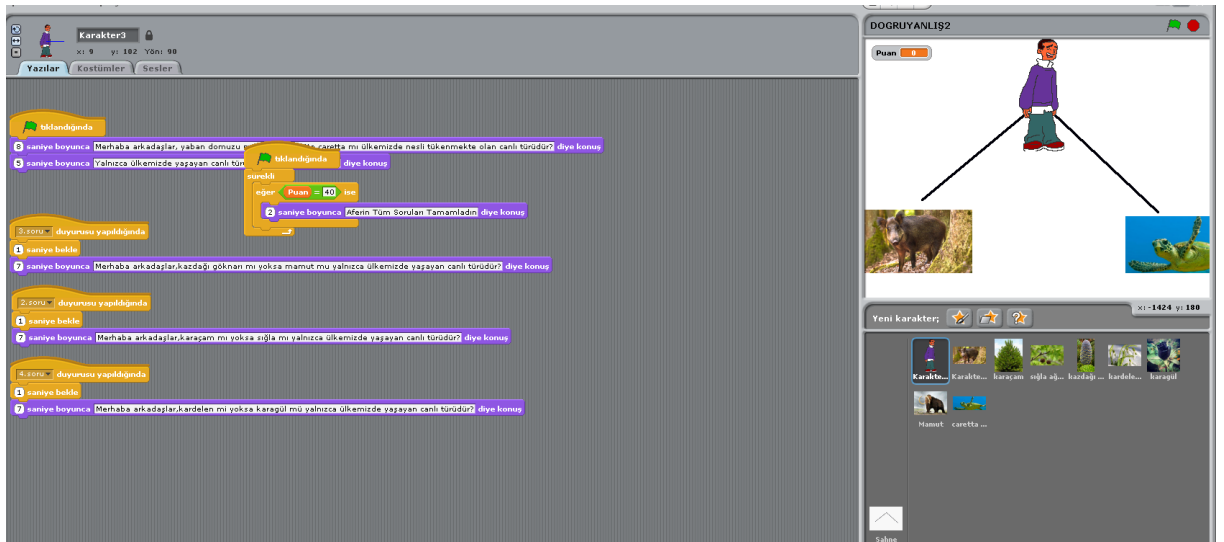 Karakter3
x: 9 y: 102 Yön: 90
Yazılar Kostümler Sesler
tıklandığında
8 saniye boyunca Merhaba arkadaşlar, yaban domuzu caretta mı ülkemizde nesli tükenmekte olan canlı türüdür? diye konuş
5 saniye boyunca Yalnızca ülkemizde yaşayan canlı diye konuş
tıklandığında
sürekli
eğer Puan = 40 ise
2 saniye boyunca Aferin Tüm Soruları Tamamladın diye konuş
3.soru duyurusu yapıldığında
1 saniye bekle
7 saniye boyunca Merhaba arkadaşlar,kazdağı göknarı mı yoksa mamut mu yalnızca ülkemizde yaşayan canlı türüdür? diye konuş
2.soru duyurusu yapıldığında
1 saniye bekle
7 saniye boyunca Merhaba arkadaşlar,karaçam mı yoksa sığla mı yalnızca ülkemizde yaşayan canlı türüdür? diye konuş
4.soru duyurusu yapıldığında
1 saniye bekle
7 saniye boyunca Merhaba arkadaşlar,kardelen mi yoksa karagül mü yalnızca ülkemizde yaşayan canlı türüdür? diye konuş
DOGRUYANLIŞ2
Puan 0
x: -1424 y: 180
Yeni karakter;
Karakte... Karakte... karaçam sığla ağ... kazdağı ... kardele... karagül
Mamut caretta ...
Sahne